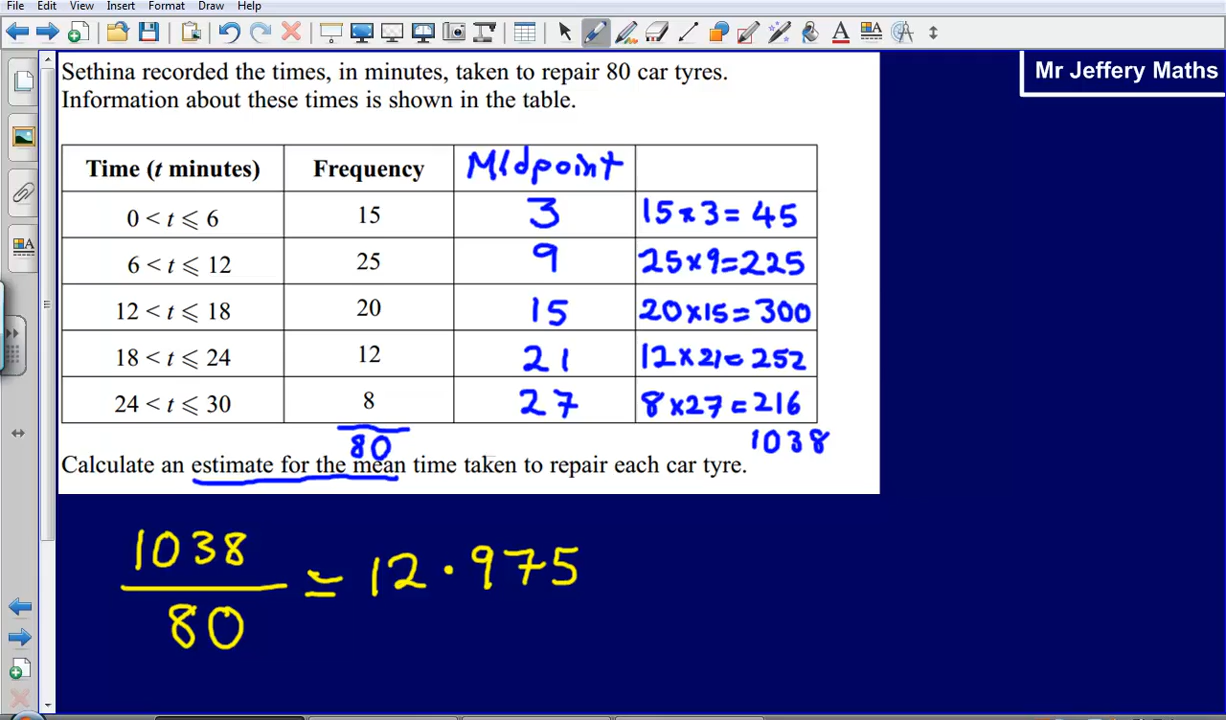 File Edit View Insert Format Draw Help
Mr Jeffery Maths
Sethina recorded the times, in minutes, taken to repair 80 car tyres.
Information about these times is shown in the table.
Time (t minutes) Frequency Midpoint
0 < t ⩽ 6 15 3 15 × 3 = 45
6 < t ⩽ 12 25 9 25×9=225
12 < t ⩽ 18 20 15 20×15=300
18 < t ⩽ 24 12 21 12×21=252
24 < t ⩽ 30 8 27 8×27=216
80 1038
Calculate an estimate for the mean time taken to repair each car tyre.
1038
80
= 12·975